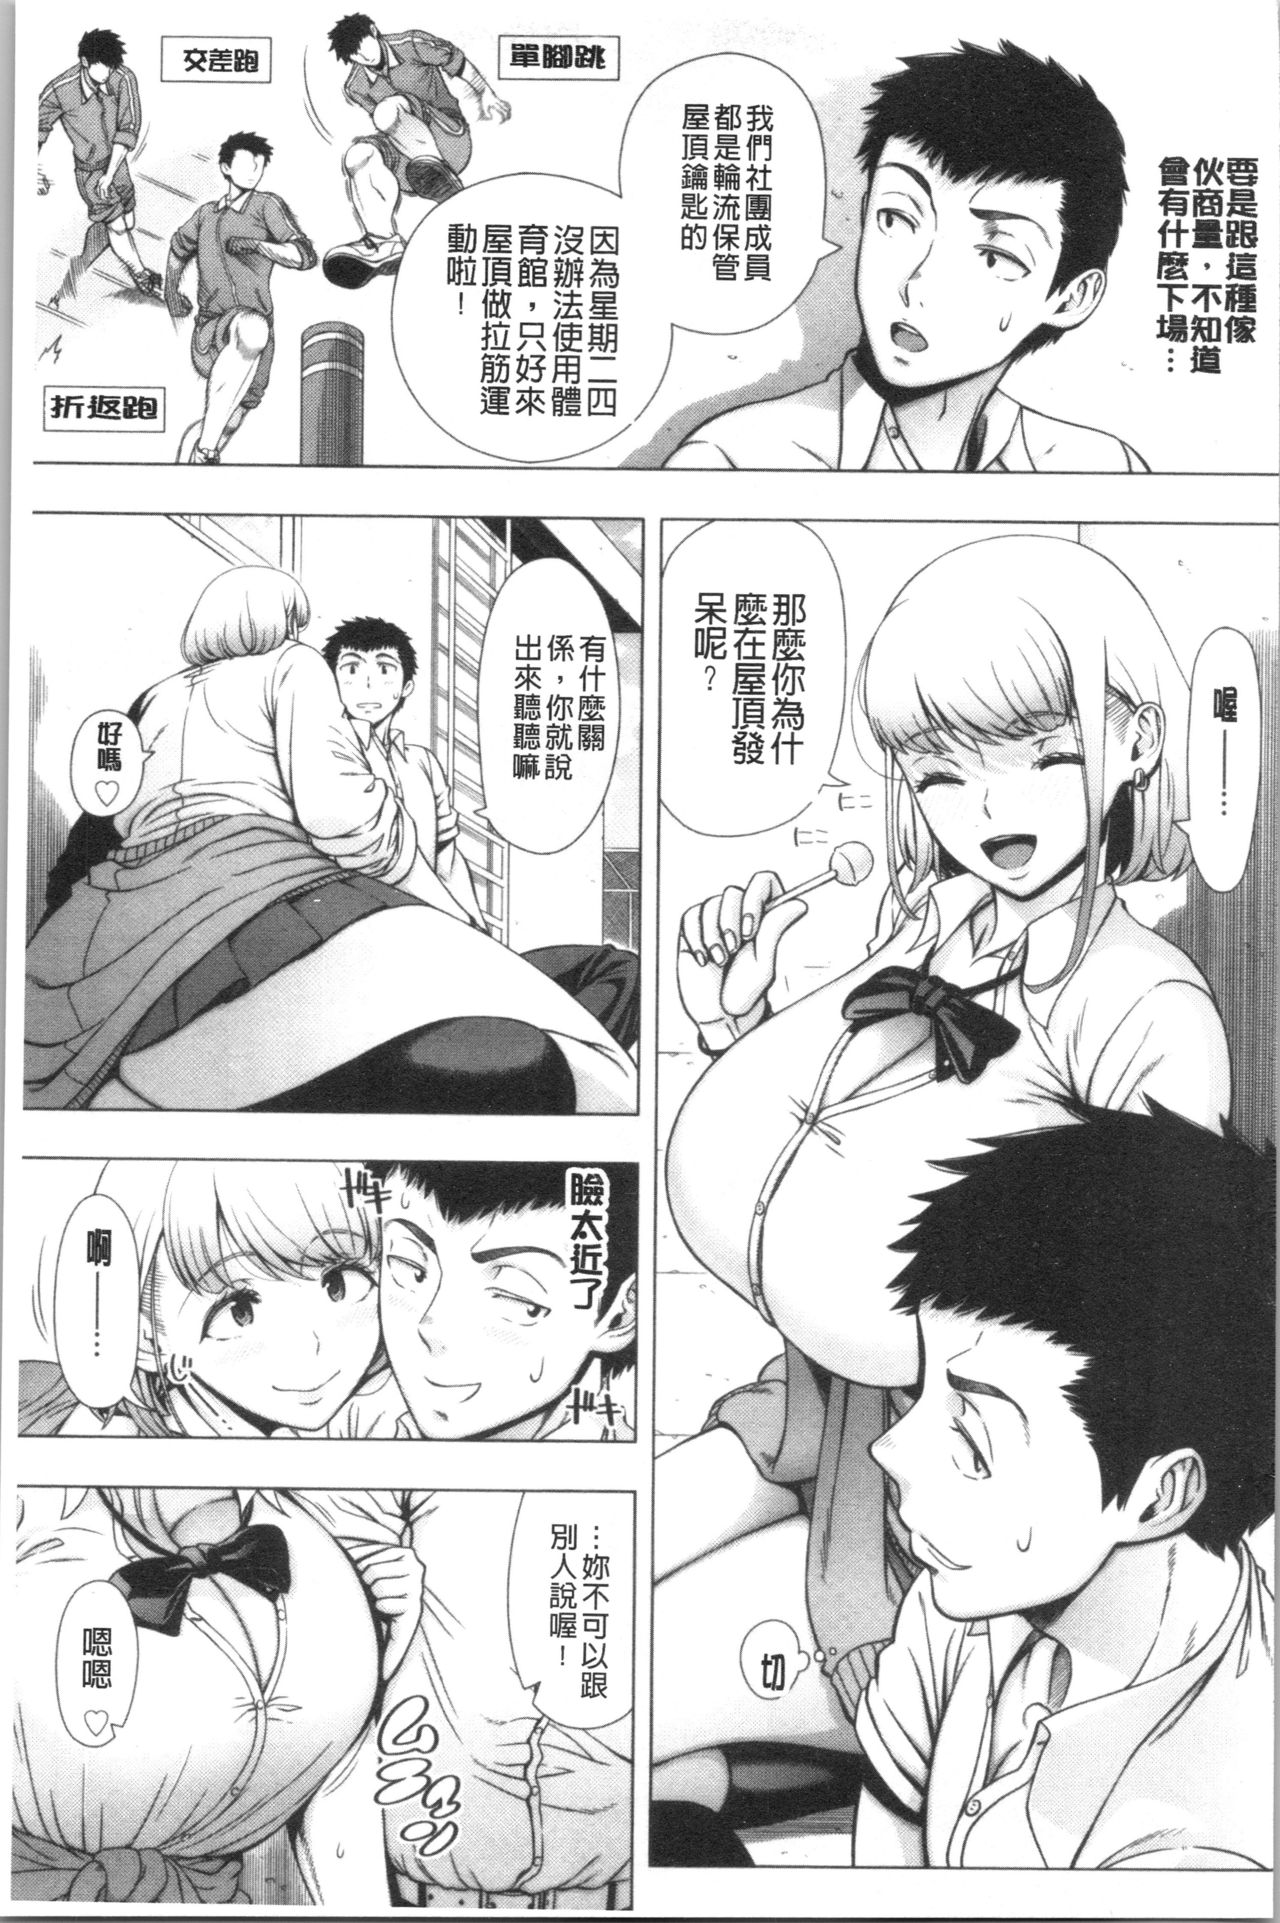 要是跟這種傢
伙商量，不知道
會有什麼下場…
我們社團成員
都是輪流保管
屋頂鑰匙的
因為星期二四
沒辦法使用體
育館，只好來
屋頂做拉筋運
動啦！
單腳跳
交差跑
折返跑
喔——…
那麼你為什
麼在屋頂發
呆呢？
切
有什麼關
係，你就說
出來聽聽嘛
好嗎♡
臉太近了
ドキ
ドキ
じ
啊——…
…妳不可以跟
別人說喔！
嗯嗯♡